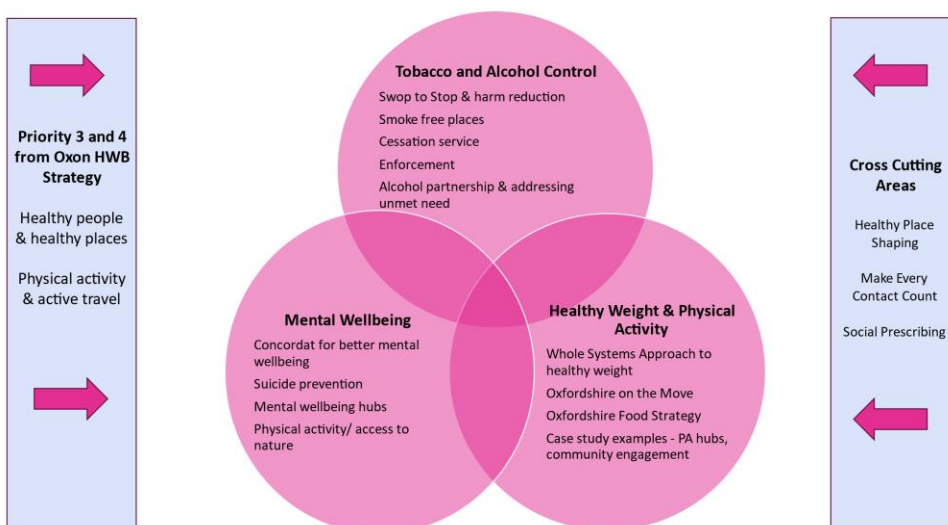 Priority 3 and 4
from Oxon HWB
Strategy
Healthy people
& healthy places
Physical activity
& active travel
Tobacco and Alcohol Control
Swop to Stop & harm reduction
Smoke free places
Cessation service
Enforcement
Alcohol partnership & addressing
unmet need
Mental Wellbeing
Concordat for better mental
wellbeing
Suicide prevention
Mental wellbeing hubs
Physical activity/ access to
nature
Healthy Weight & Physical
Activity
Whole Systems Approach to
healthy weight
Oxfordshire on the Move
Oxfordshire Food Strategy
Case study examples - PA hubs,
community engagement
Cross Cutting
Areas
Healthy Place
Shaping
Make Every
Contact Count
Social Prescribing